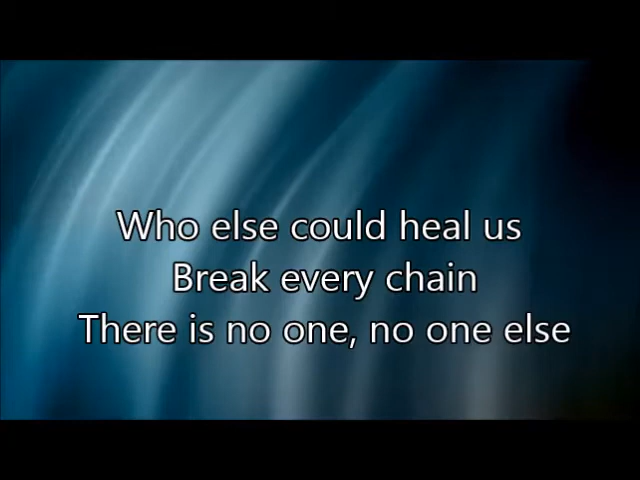 Who else could heal us
Break every chain
There is no one, no one else